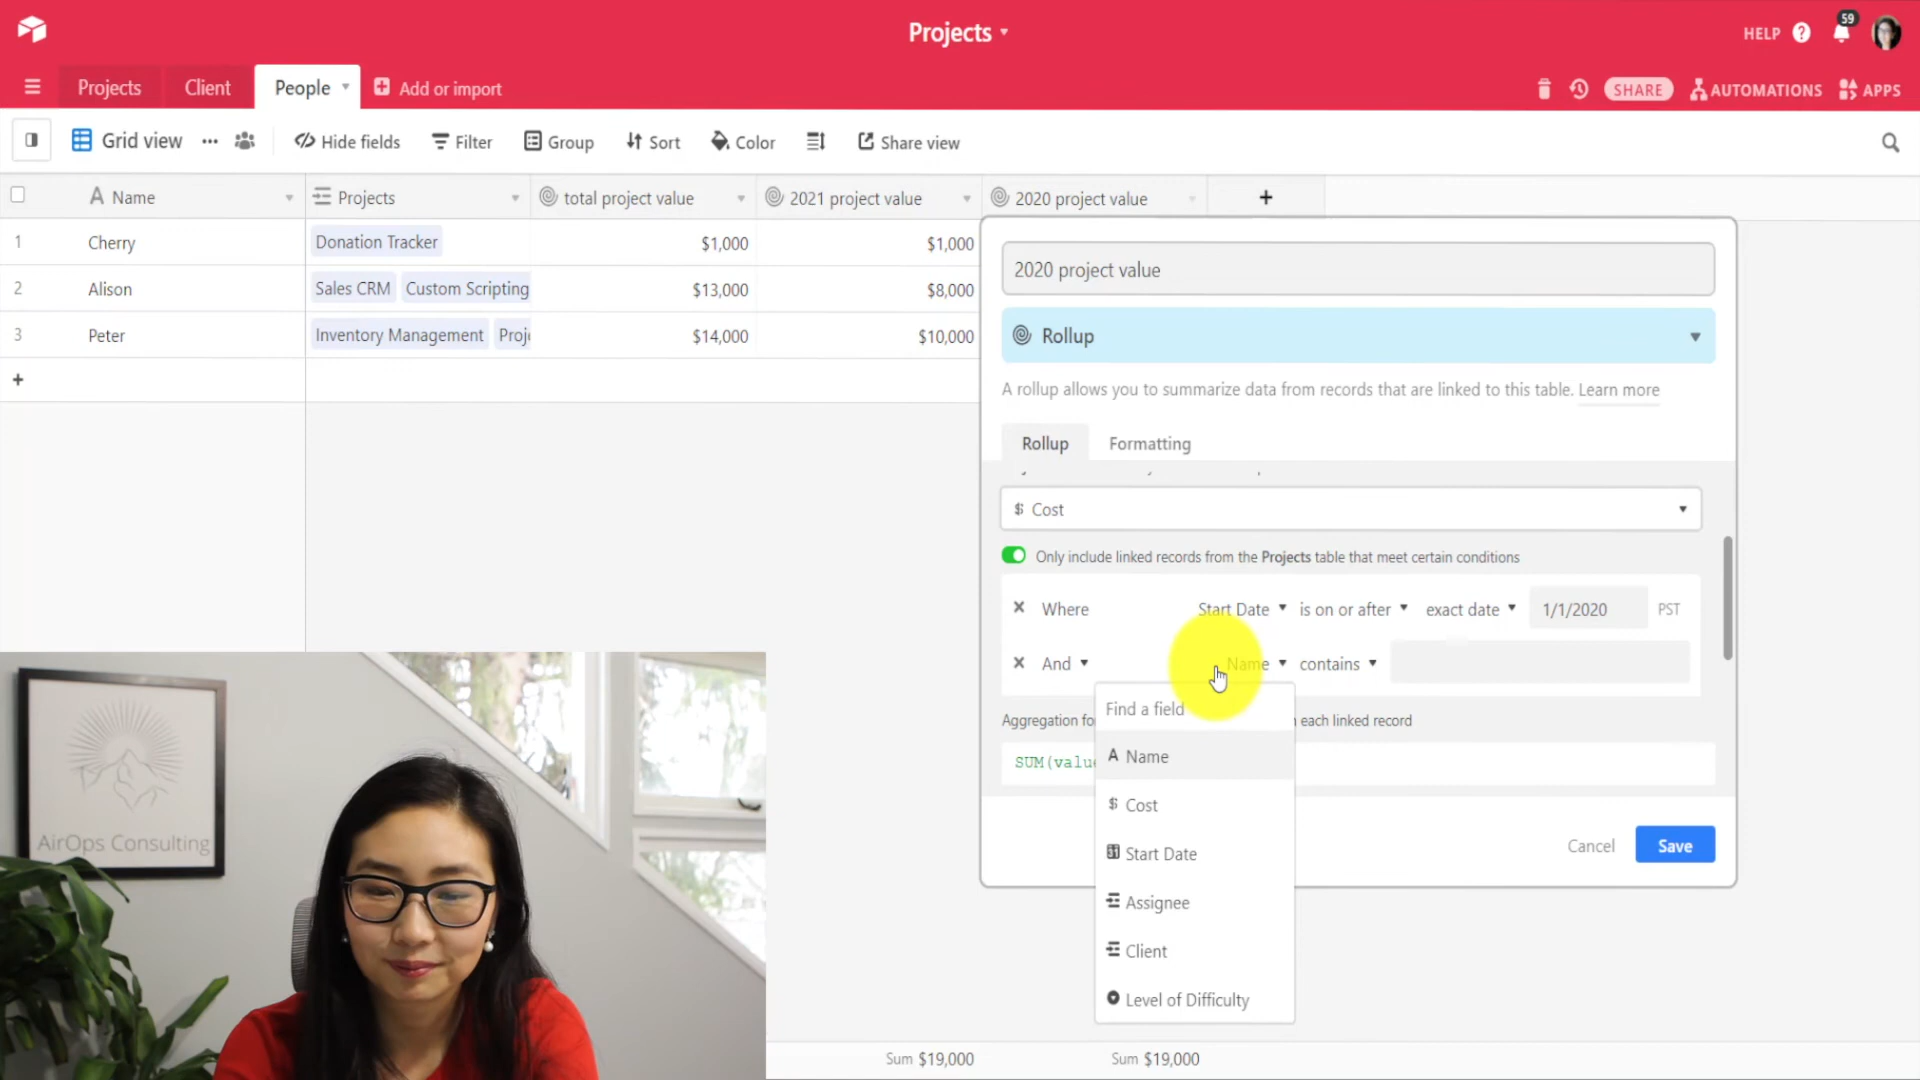 Projects
HELP
59
Projects
Client
People
Add or import
SHARE
AUTOMATIONS
APPS
Grid view
Hide fields
Filter
Group
Sort
Color
Share view
Name
Projects
total project value
2021 project value
2020 project value
1
Cherry
Donation Tracker
$1,000
$1,000
2
Alison
Sales CRM
Custom Scripting
$13,000
$8,000
3
Peter
Inventory Management
Proj
$14,000
$10,000
2020 project value
Rollup
A rollup allows you to summarize data from records that are linked to this table. Learn more
Rollup
Formatting
Cost
Only include linked records from the Projects table that meet certain conditions
Where
Start Date
is on or after
exact date
1/1/2020
PST
And
Name
contains
Find a field
Aggregation fo
each linked record
SUM(value
Name
Cost
Start Date
Assignee
Client
Level of Difficulty
Cancel
Save
AirOps Consulting
Sum $19,000
Sum $19,000